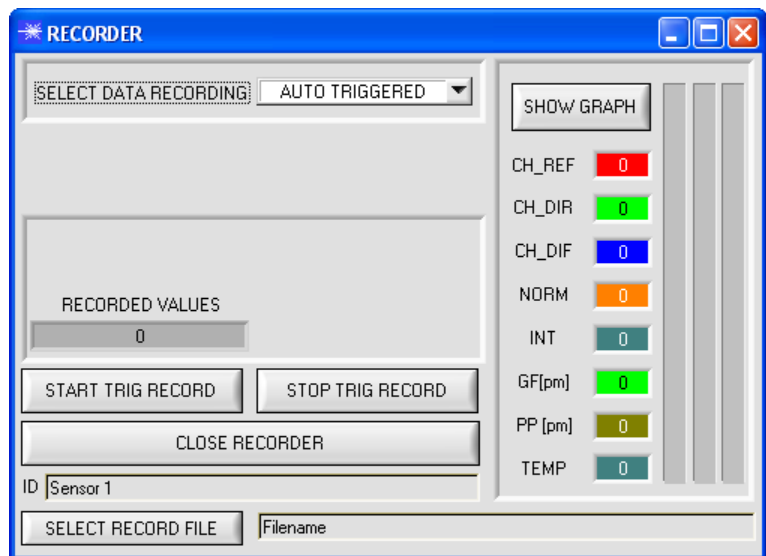 RECORDER
SELECT DATA RECORDING AUTO TRIGGERED
RECORDED VALUES
0
START TRIG RECORD STOP TRIG RECORD
CLOSE RECORDER
ID Sensor 1
SELECT RECORD FILE Filename
SHOW GRAPH
CH_REF 0
CH_DIR 0
CH_DIF 0
NORM 0
INT 0
GF[pm] 0
PP [pm] 0
TEMP 0